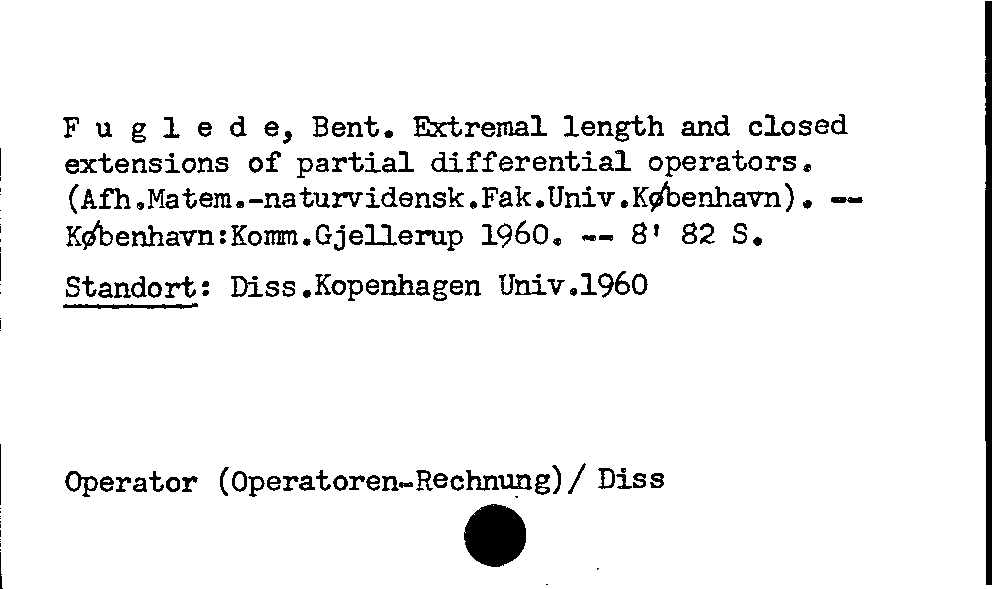 F u g l e d e, Bent. Extremal length and closed
extensions of partial differential operators.
(Afh.Matem.-naturvidensk.Fak.Univ.København). --
København:Komm.Gjellerup 1960. -- 8' 82 S.
Standort: Diss.Kopenhagen Univ.1960
Operator (Operatoren-Rechnung)/ Diss